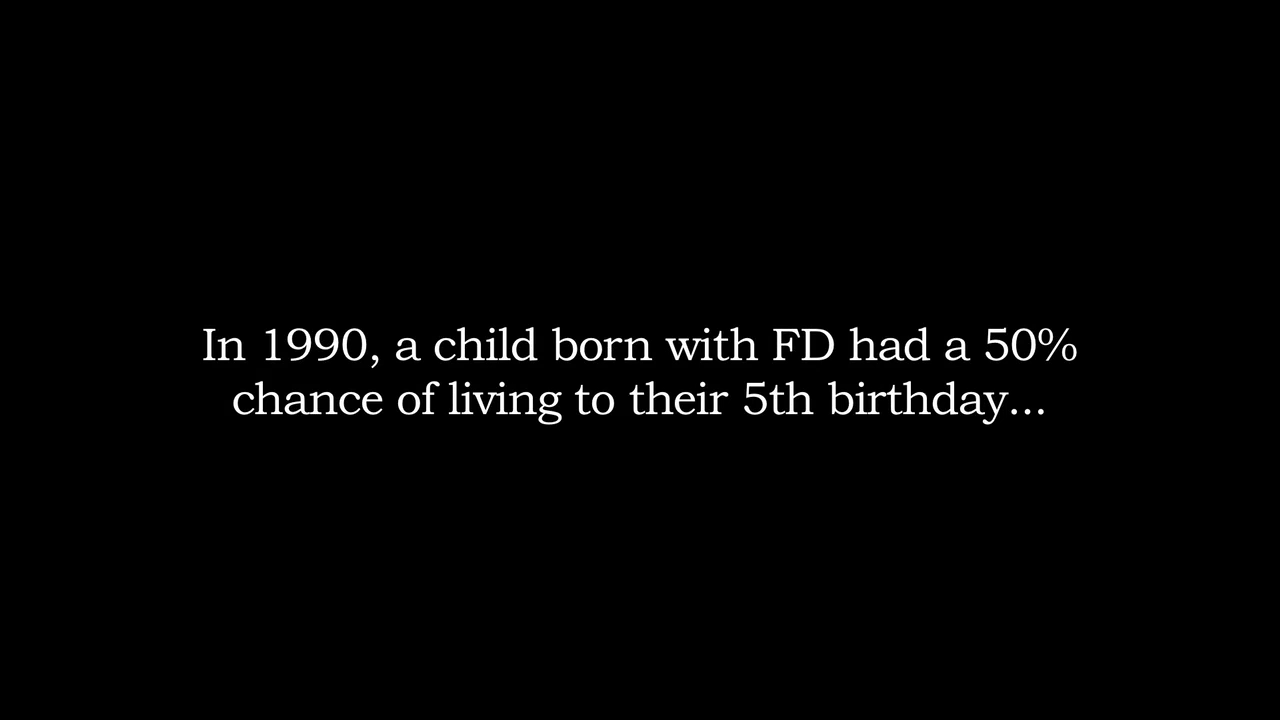 In 1990, a child born with FD had a 50%
chance of living to their 5th birthday...